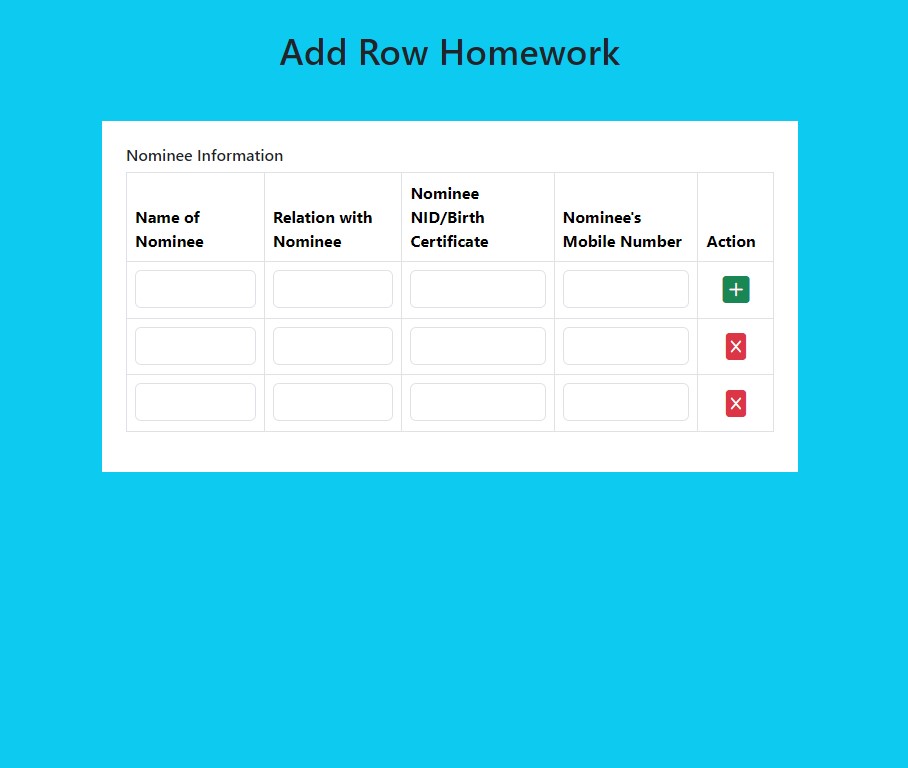 Add Row Homework
Nominee Information
Name of
Nominee
Relation with
Nominee
Nominee
NID/Birth
Certificate
Nominee's
Mobile Number
Action